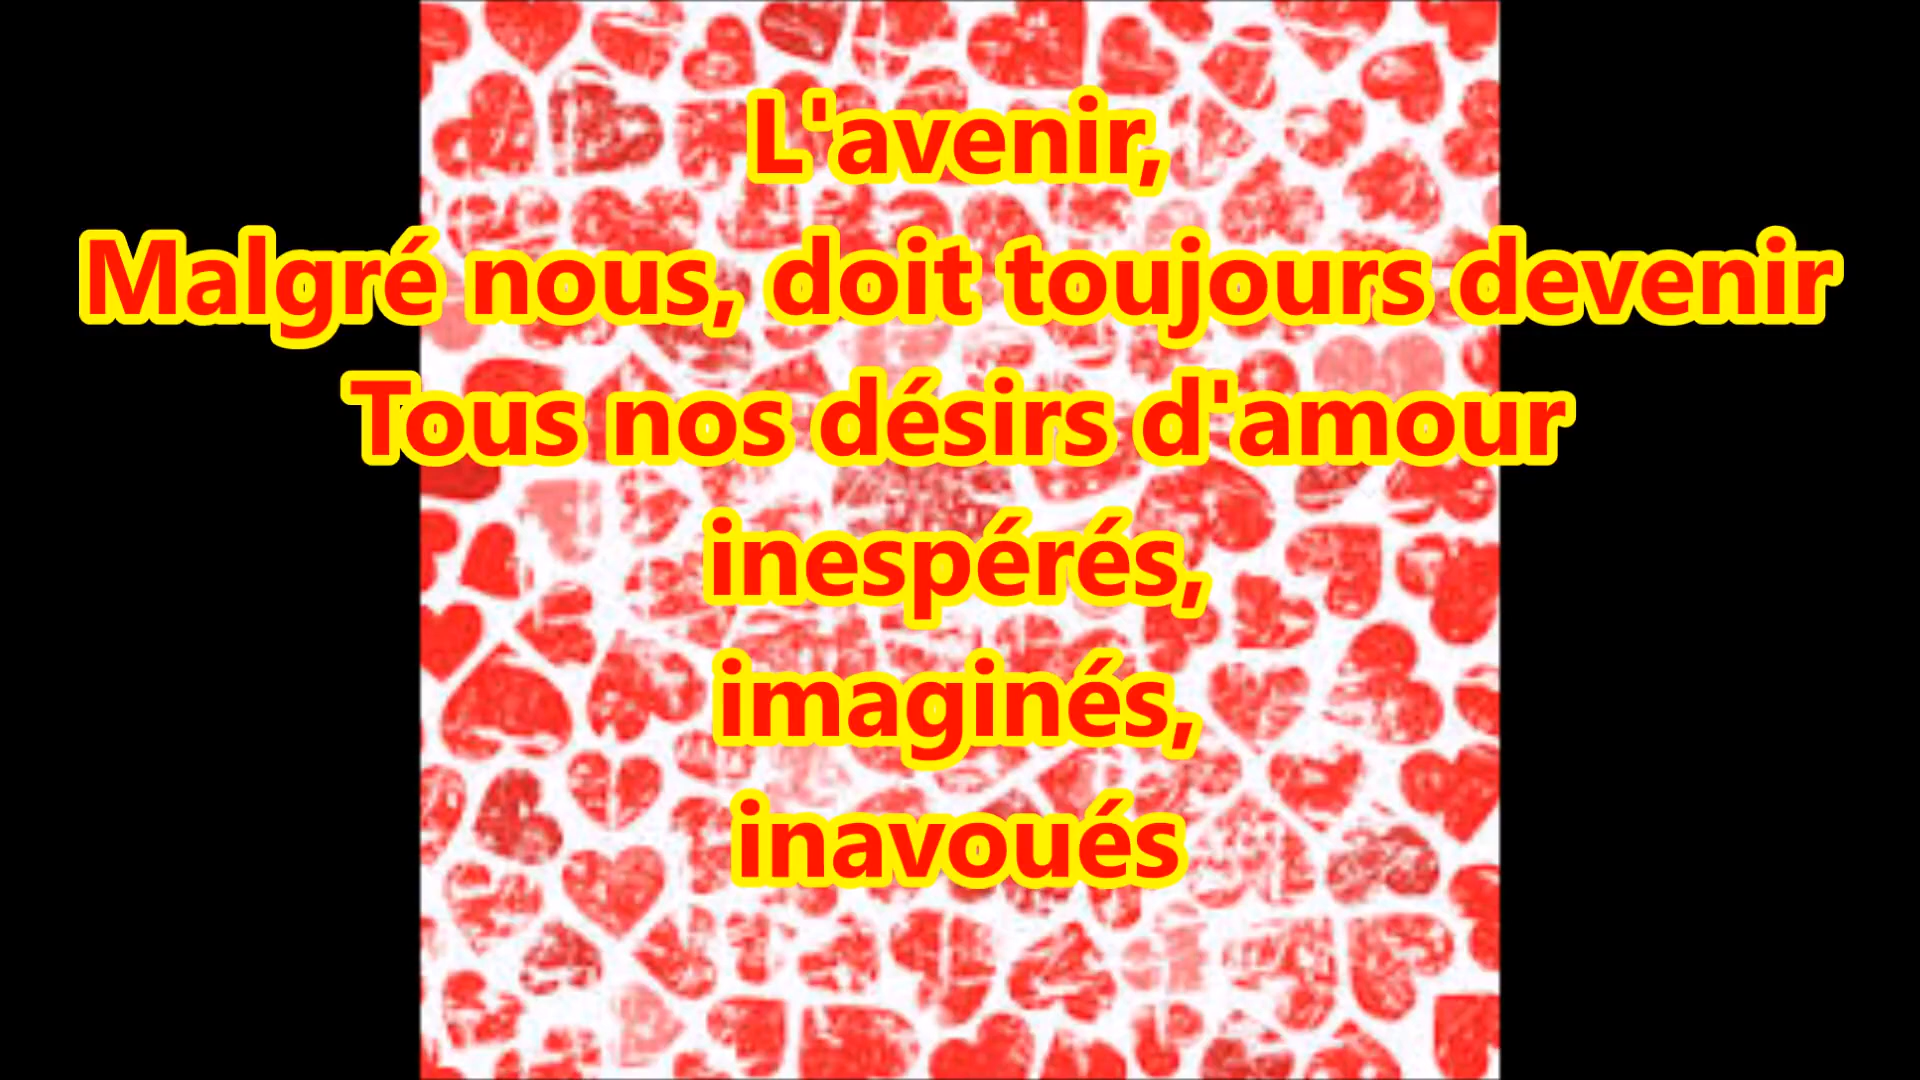 L'avenir,
Malgré nous, doit toujours devenir
Tous nos désirs d'amour
inespérés,
imaginés,
inavoués